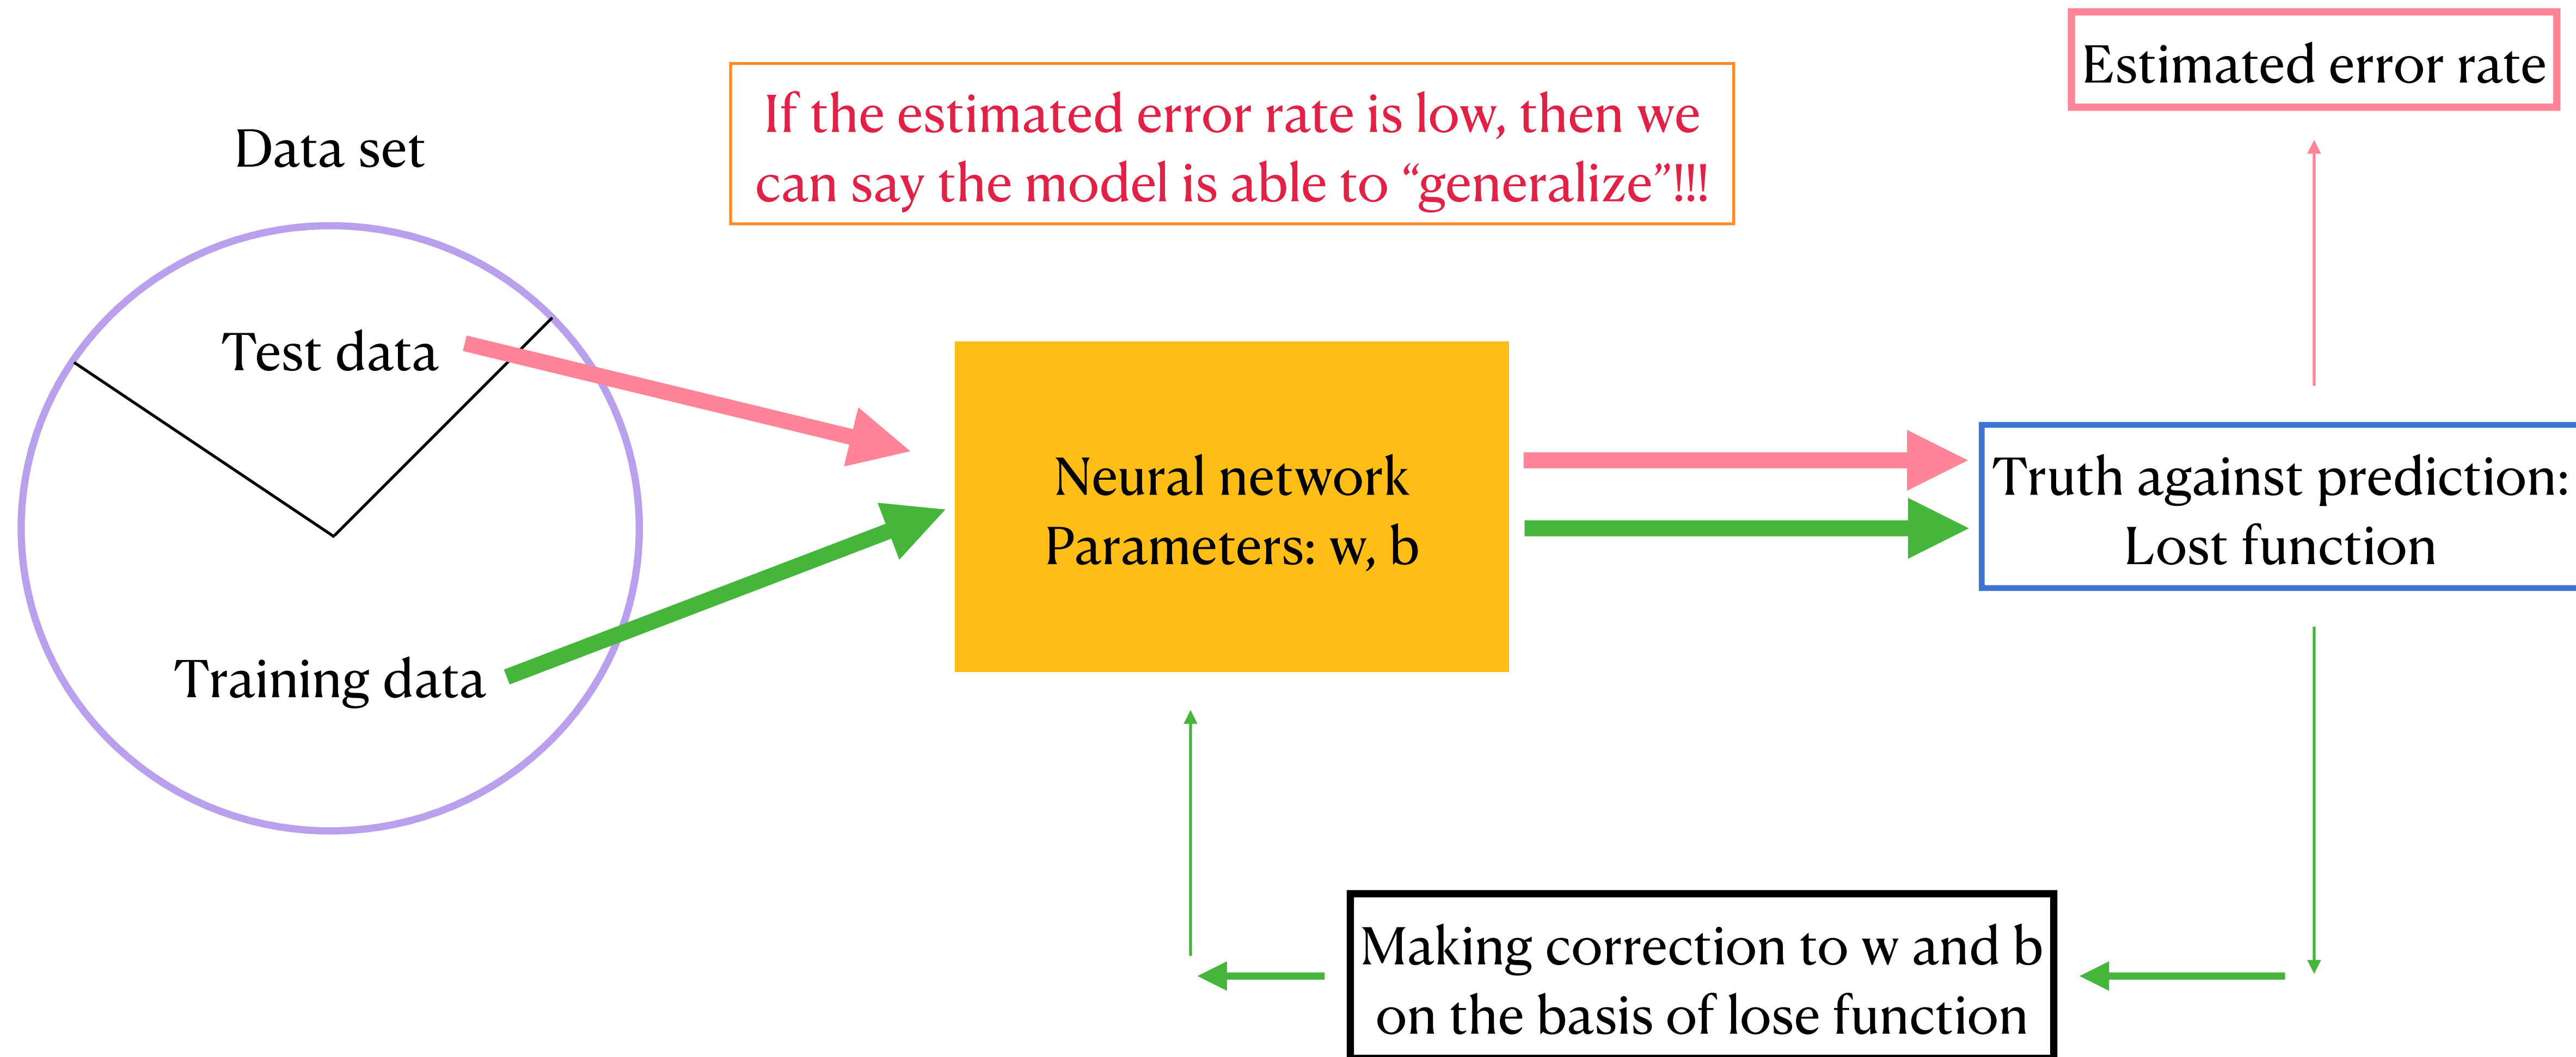 Estimated error rate
If the estimated error rate is low, then we
can say the model is able to “generalize”!!!
Data set
Test data
Training data
Neural network
Parameters: w, b
Truth against prediction:
Lost function
Making correction to w and b
on the basis of lose function